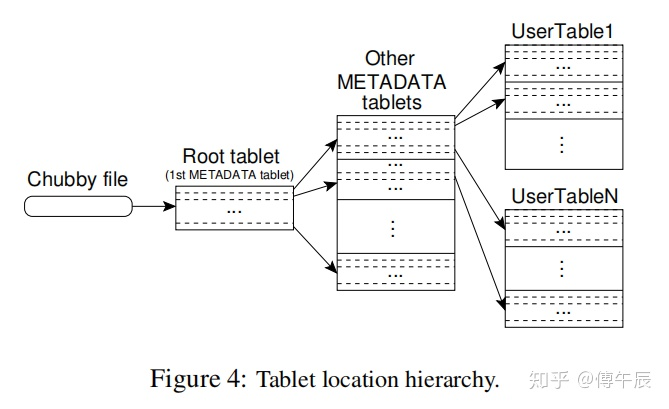 Chubby file
Root tablet
(1st METADATA tablet)
...
Other
METADATA
tablets
...
...
...
⋮
...
UserTable1
...
...
⋮
UserTableN
...
⋮
...
Figure 4: Tablet location hierarchy.
知乎 @傅午辰